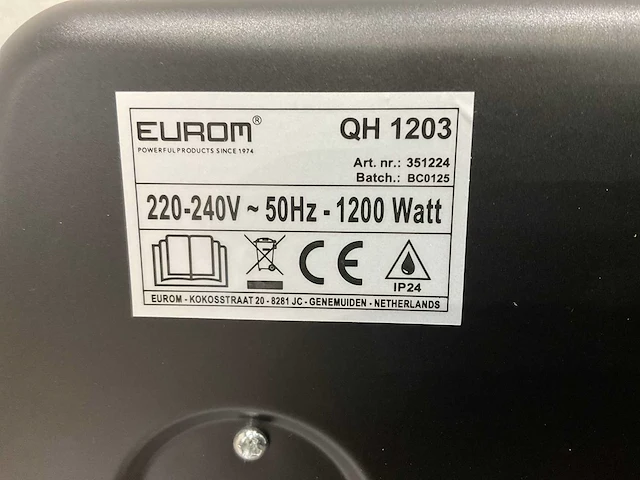 EUROM® QH 1203
POWERFUL PRODUCTS SINCE 1974
Art. nr.: 351224
Batch.: BC0125
220-240V ~ 50Hz - 1200 Watt
CE
IP24
EUROM - KOKOSSTRAAT 20 - 8281 JC - GENEMUIDEN - NETHERLANDS